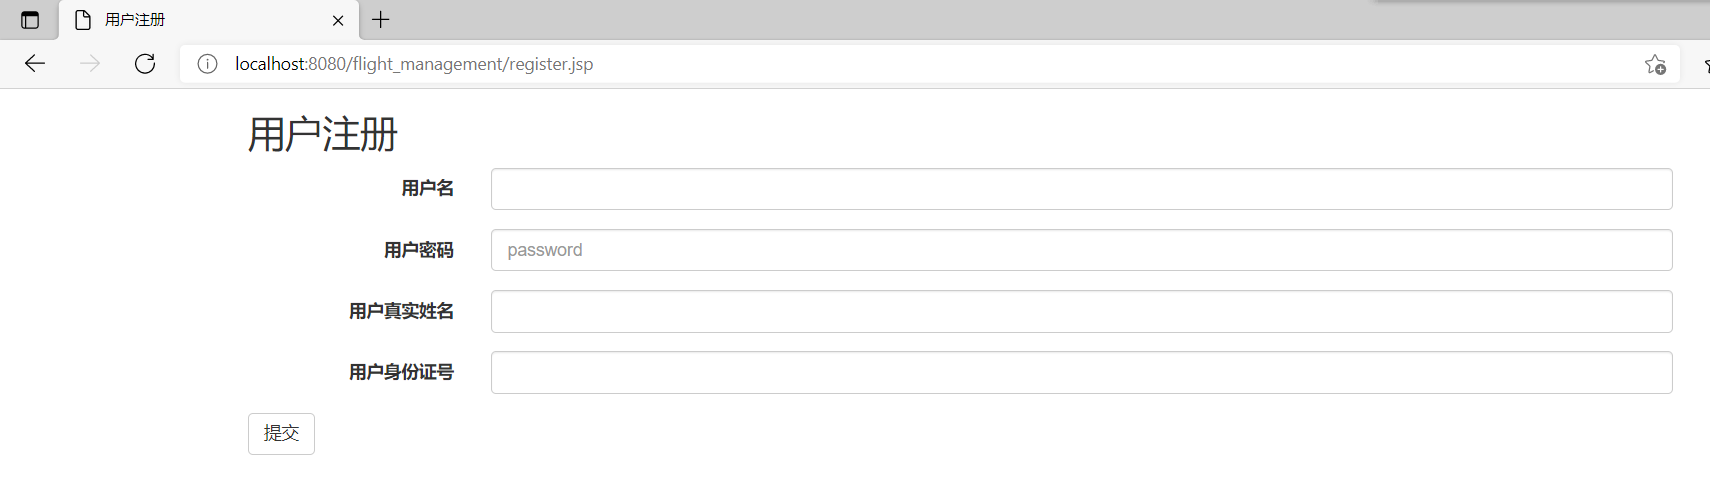 用户注册
localhost:8080/flight_management/register.jsp
用户注册
用户名
用户密码 password
用户真实姓名
用户身份证号
提交